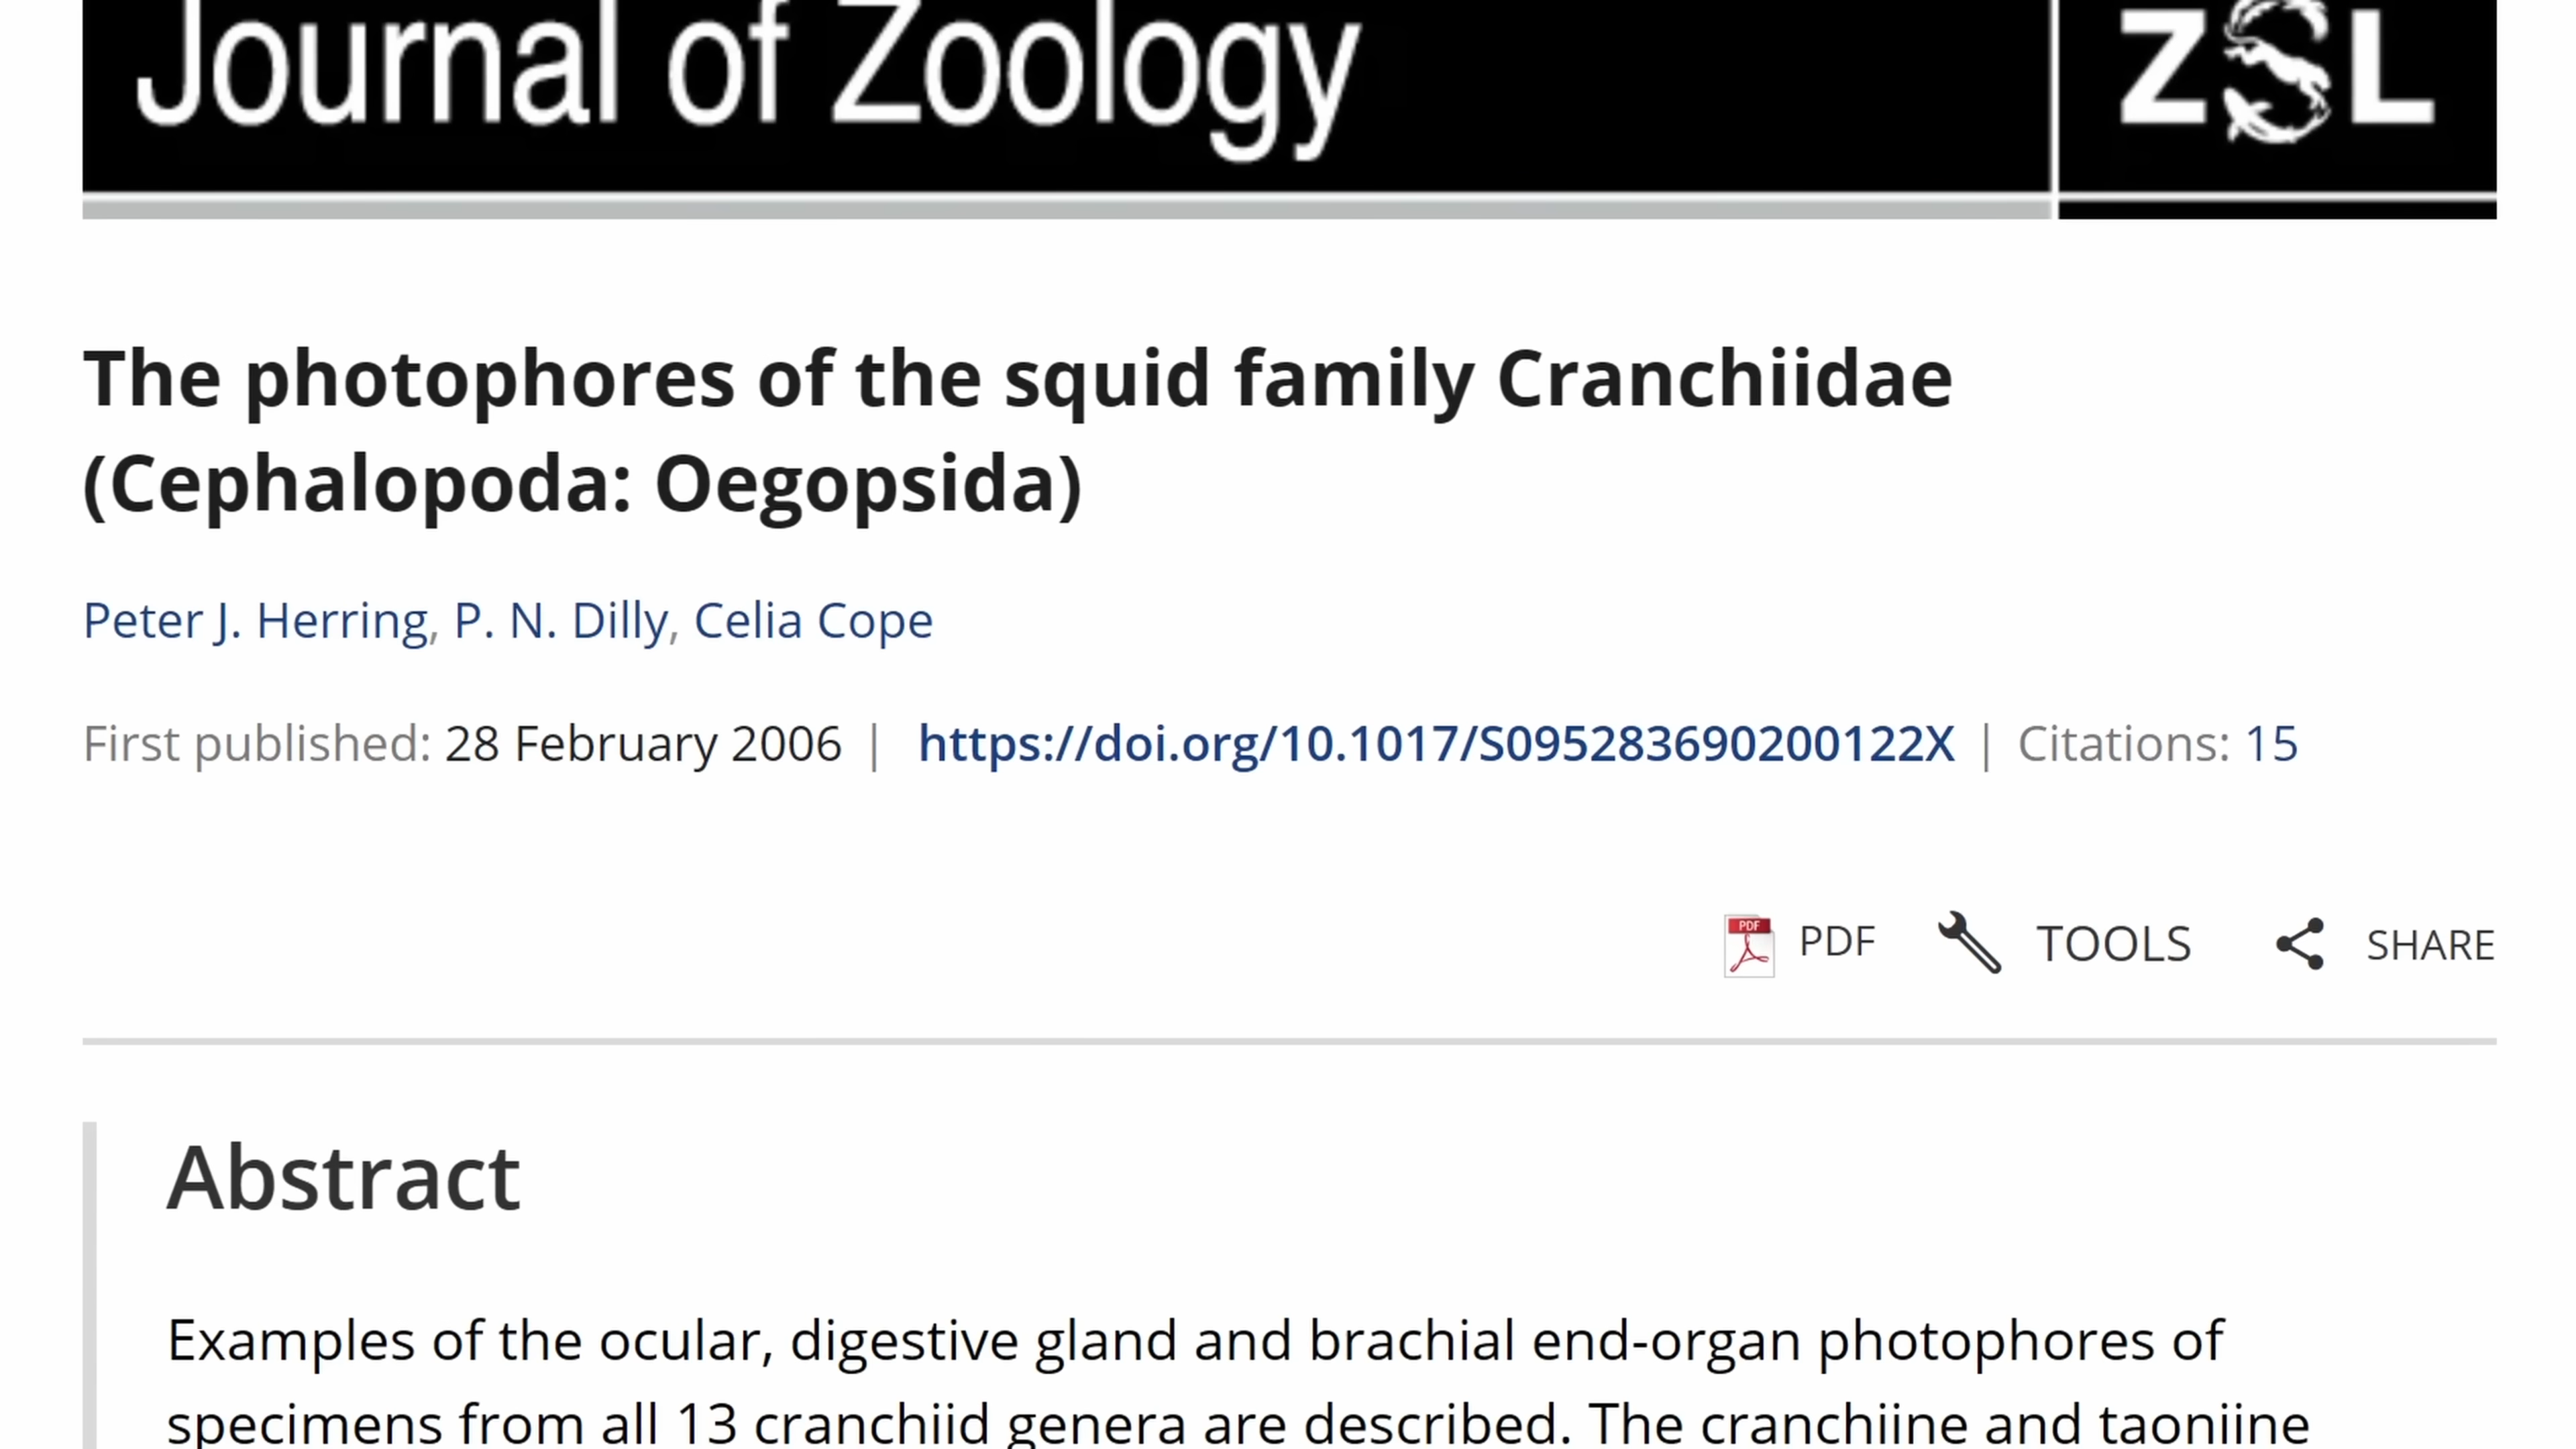 Journal of Zoology
ZSL
The photophores of the squid family Cranchiidae
(Cephalopoda: Oegopsida)
Peter J. Herring, P. N. Dilly, Celia Cope
First published: 28 February 2006 | https://doi.org/10.1017/S095283690200122X | Citations: 15
PDF PDF TOOLS SHARE
Abstract
Examples of the ocular, digestive gland and brachial end-organ photophores of
specimens from all 13 cranchiid genera are described. The cranchiine and taoniine